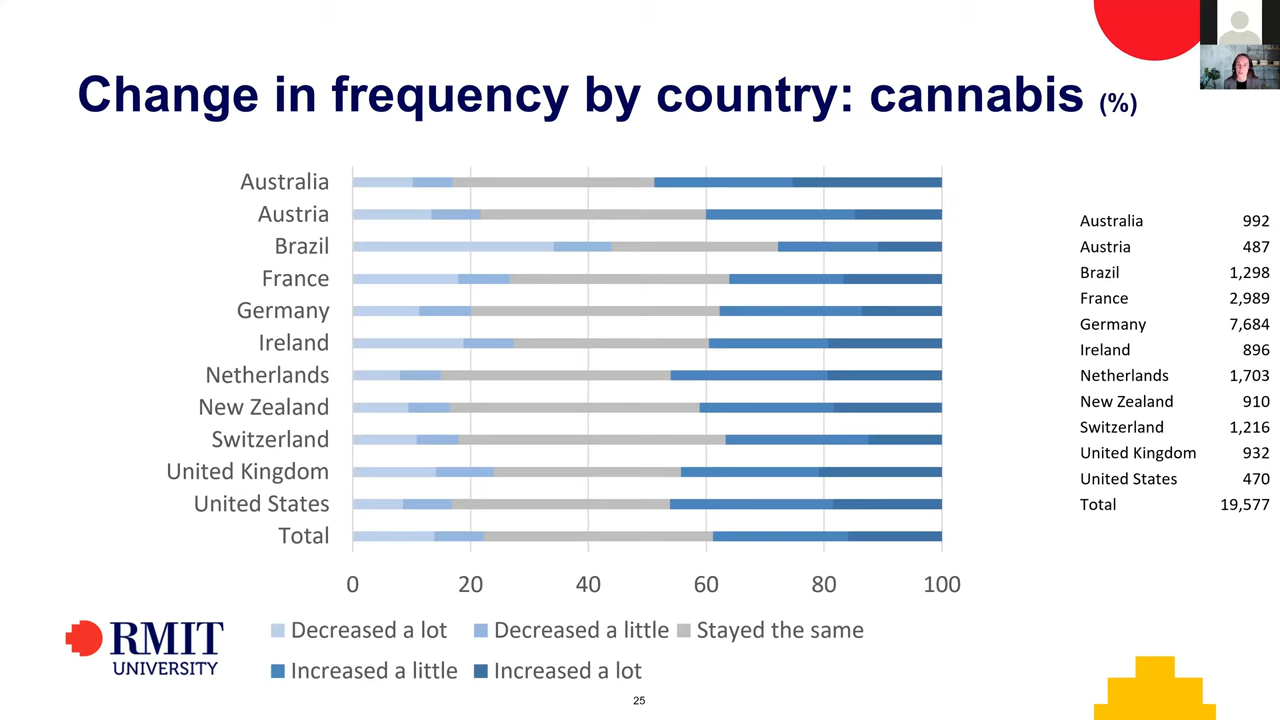 Change in frequency by country: cannabis (%)
Australia
Austria
Brazil
France
Germany
Ireland
Netherlands
New Zealand
Switzerland
United Kingdom
United States
Total
0 20 40 60 80 100
Decreased a lot Decreased a little Stayed the same
Increased a little Increased a lot
Australia 992
Austria 487
Brazil 1,298
France 2,989
Germany 7,684
Ireland 896
Netherlands 1,703
New Zealand 910
Switzerland 1,216
United Kingdom 932
United States 470
Total 19,577
RMIT
UNIVERSITY
25